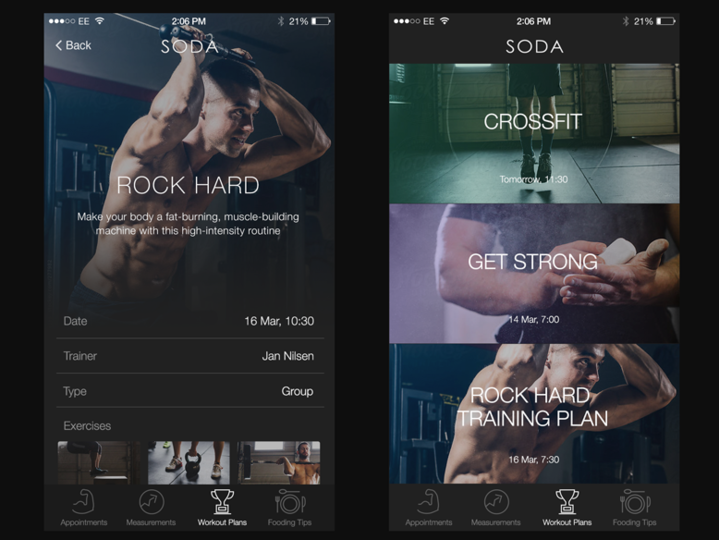 EE 2:06 PM 21%
Back SODA
ROCK HARD
Make your body a fat-burning, muscle-building
machine with this high-intensity routine
Date 16 Mar, 10:30
Trainer Jan Nilsen
Type Group
Exercises
Appointments Measurements Workout Plans Fooding Tips
EE 2:06 PM 21%
SODA
CROSSFIT
Tomorrow, 11:30
GET STRONG
14 Mar, 7:00
ROCK HARD
TRAINING PLAN
16 Mar, 7:30
Appointments Measurements Workout Plans Fooding Tips